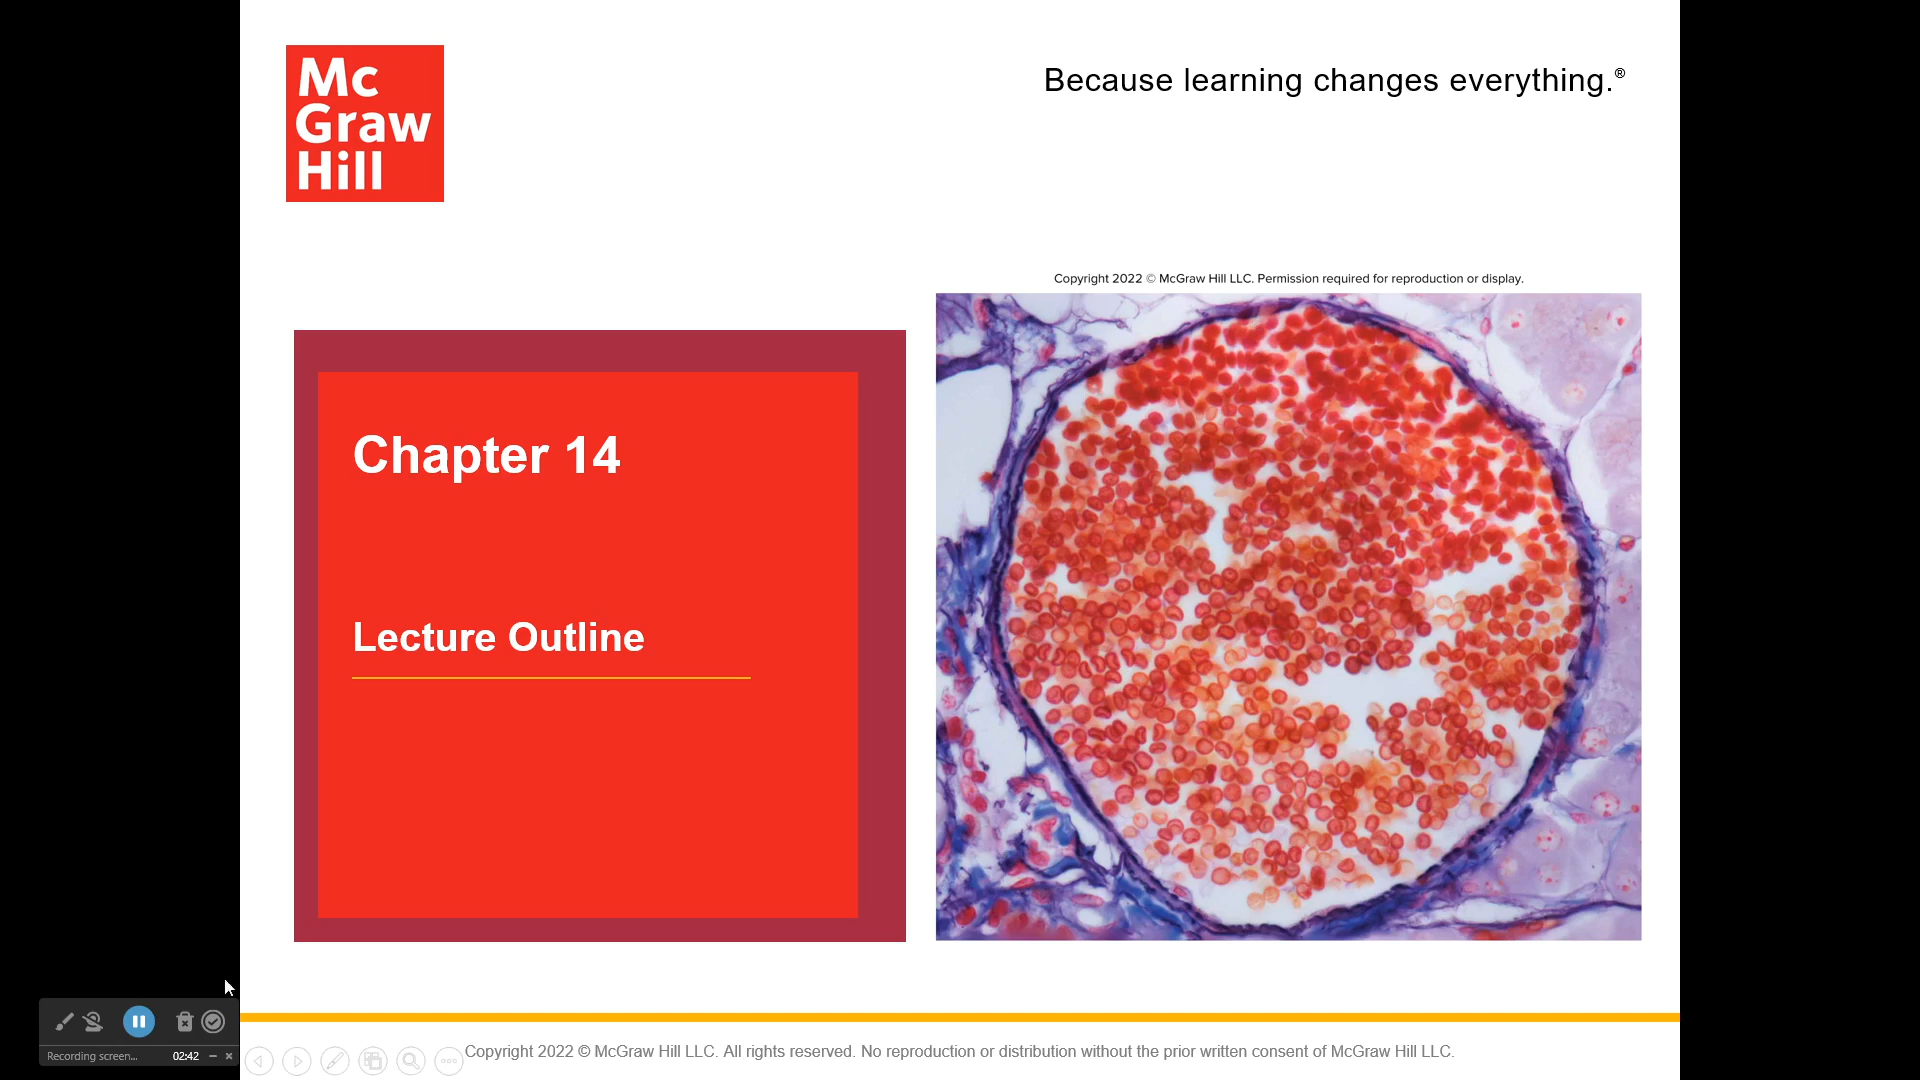 Mc
Graw
Hill
Because learning changes everything.®
Copyright 2022 © McGraw Hill LLC. Permission required for reproduction or display.
Chapter 14
Lecture Outline
Recording screen... 02:42
Copyright 2022 © McGraw Hill LLC. All rights reserved. No reproduction or distribution without the prior written consent of McGraw Hill LLC.